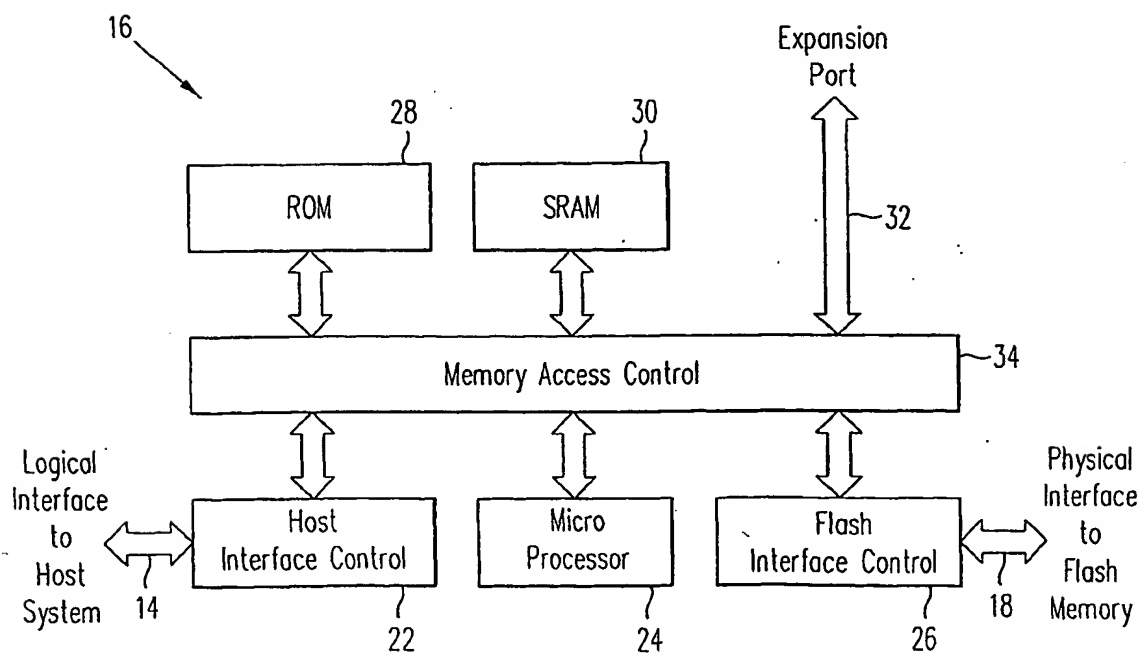 16
Expansion
Port
28
30
ROM
SRAM
32
Memory Access Control
34
Logical
Interface
to
Host
System
14
Host
Interface Control
22
Micro
Processor
24
Flash
Interface Control
26
18
Physical
Interface
to
Flash
Memory